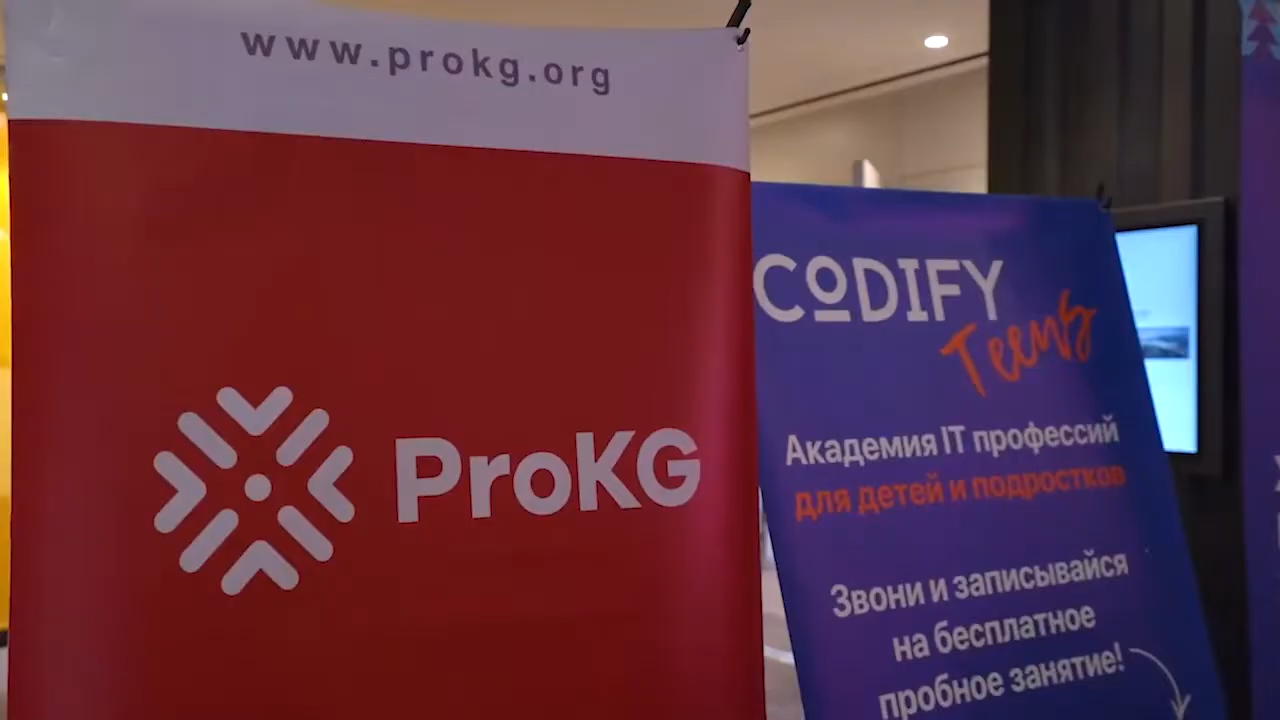 www.prokg.org
ProKG
CODIFY
Teens
Академия IT профессий
для детей и подростков
Звони и записывайся
на бесплатное
пробное занятие!